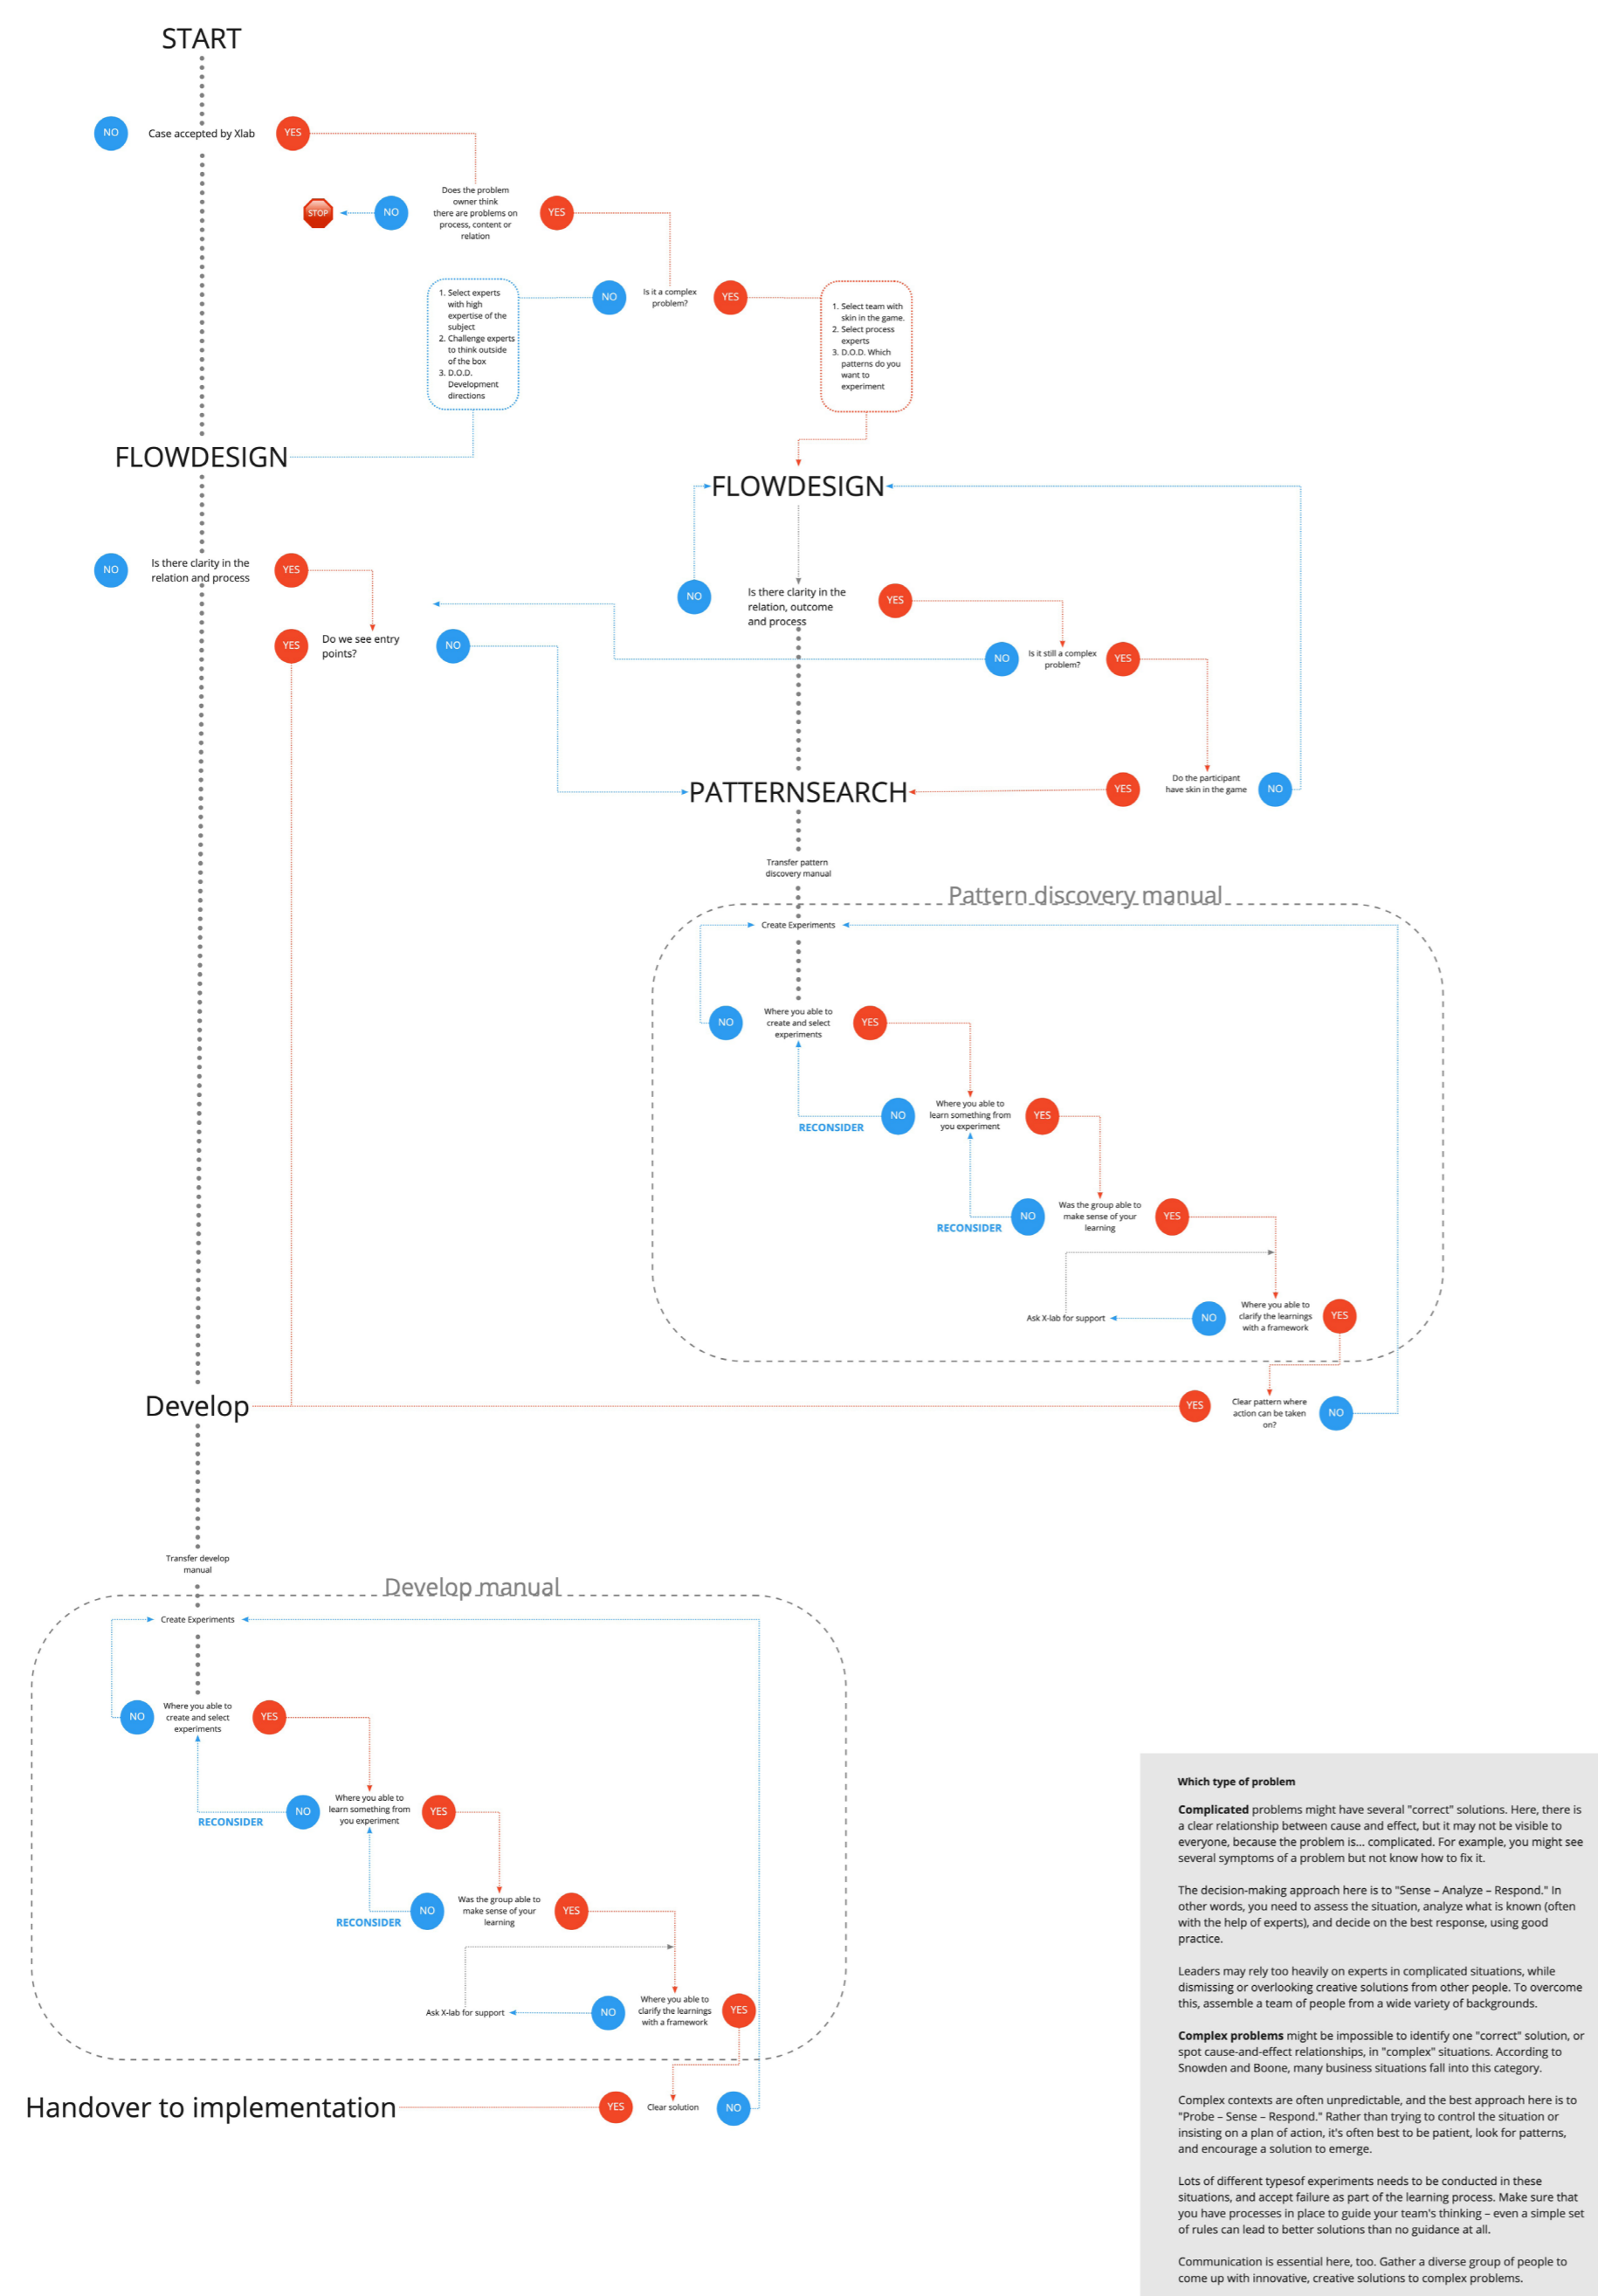 START
NO
Case accepted by Xlab
YES
Does the problem
owner think
there are problems on
process, content or
relation
STOP
NO
YES
Is it a complex
problem?
NO
YES
1. Select experts
with high
expertise of the
subject
2. Challenge experts
to think outside
of the box
3. D.O.D.
Development
directions
1. Select team with
skin in the game.
2. Select process
experts
3. D.O.D. Which
patterns do you
want to
experiment
FLOWDESIGN
FLOWDESIGN
NO
Is there clarity in the
relation and process
YES
NO
Is there clarity in the
relation, outcome
and process
YES
YES
Do we see entry
points?
NO
NO
Is it still a complex
problem?
YES
PATTERNSEARCH
YES
Do the participant
have skin in the game
NO
Transfer pattern
discovery manual
Pattern discovery manual
Create Experiments
NO
Where you able to
create and select
experiments
YES
NO
Where you able to
learn something from
you experiment
YES
RECONSIDER
NO
Was the group able to
make sense of your
learning
YES
RECONSIDER
Ask X-lab for support
NO
Where you able to
clarify the learnings
with a framework
YES
Develop
YES
Clear pattern where
action can be taken
on?
NO
Transfer develop
manual
Develop manual
Create Experiments
NO
Where you able to
create and select
experiments
YES
NO
Where you able to
learn something from
you experiment
YES
RECONSIDER
NO
Was the group able to
make sense of your
learning
YES
RECONSIDER
Ask X-lab for support
NO
Where you able to
clarify the learnings
with a framework
YES
Handover to implementation
YES
Clear solution
NO
Which type of problem
Complicated problems might have several "correct" solutions. Here, there is
a clear relationship between cause and effect, but it may not be visible to
everyone, because the problem is... complicated. For example, you might see
several symptoms of a problem but not know how to fix it.
The decision-making approach here is to "Sense – Analyze – Respond." In
other words, you need to assess the situation, analyze what is known (often
with the help of experts), and decide on the best response, using good
practice.
Leaders may rely too heavily on experts in complicated situations, while
dismissing or overlooking creative solutions from other people. To overcome
this, assemble a team of people from a wide variety of backgrounds.
Complex problems might be impossible to identify one "correct" solution, or
spot cause-and-effect relationships, in "complex" situations. According to
Snowden and Boone, many business situations fall into this category.
Complex contexts are often unpredictable, and the best approach here is to
"Probe – Sense – Respond." Rather than trying to control the situation or
insisting on a plan of action, it's often best to be patient, look for patterns,
and encourage a solution to emerge.
Lots of different typesof experiments needs to be conducted in these
situations, and accept failure as part of the learning process. Make sure that
you have processes in place to guide your team's thinking – even a simple set
of rules can lead to better solutions than no guidance at all.
Communication is essential here, too. Gather a diverse group of people to
come up with innovative, creative solutions to complex problems.